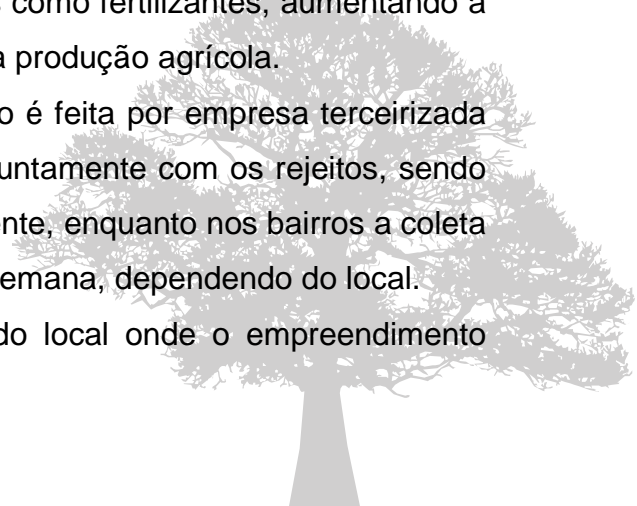 como fertilizantes, aumentando a
a produção agrícola.
o é feita por empresa terceirizada
untamente com os rejeitos, sendo
nte, enquanto nos bairros a coleta
emana, dependendo do local.
do local onde o empreendimento